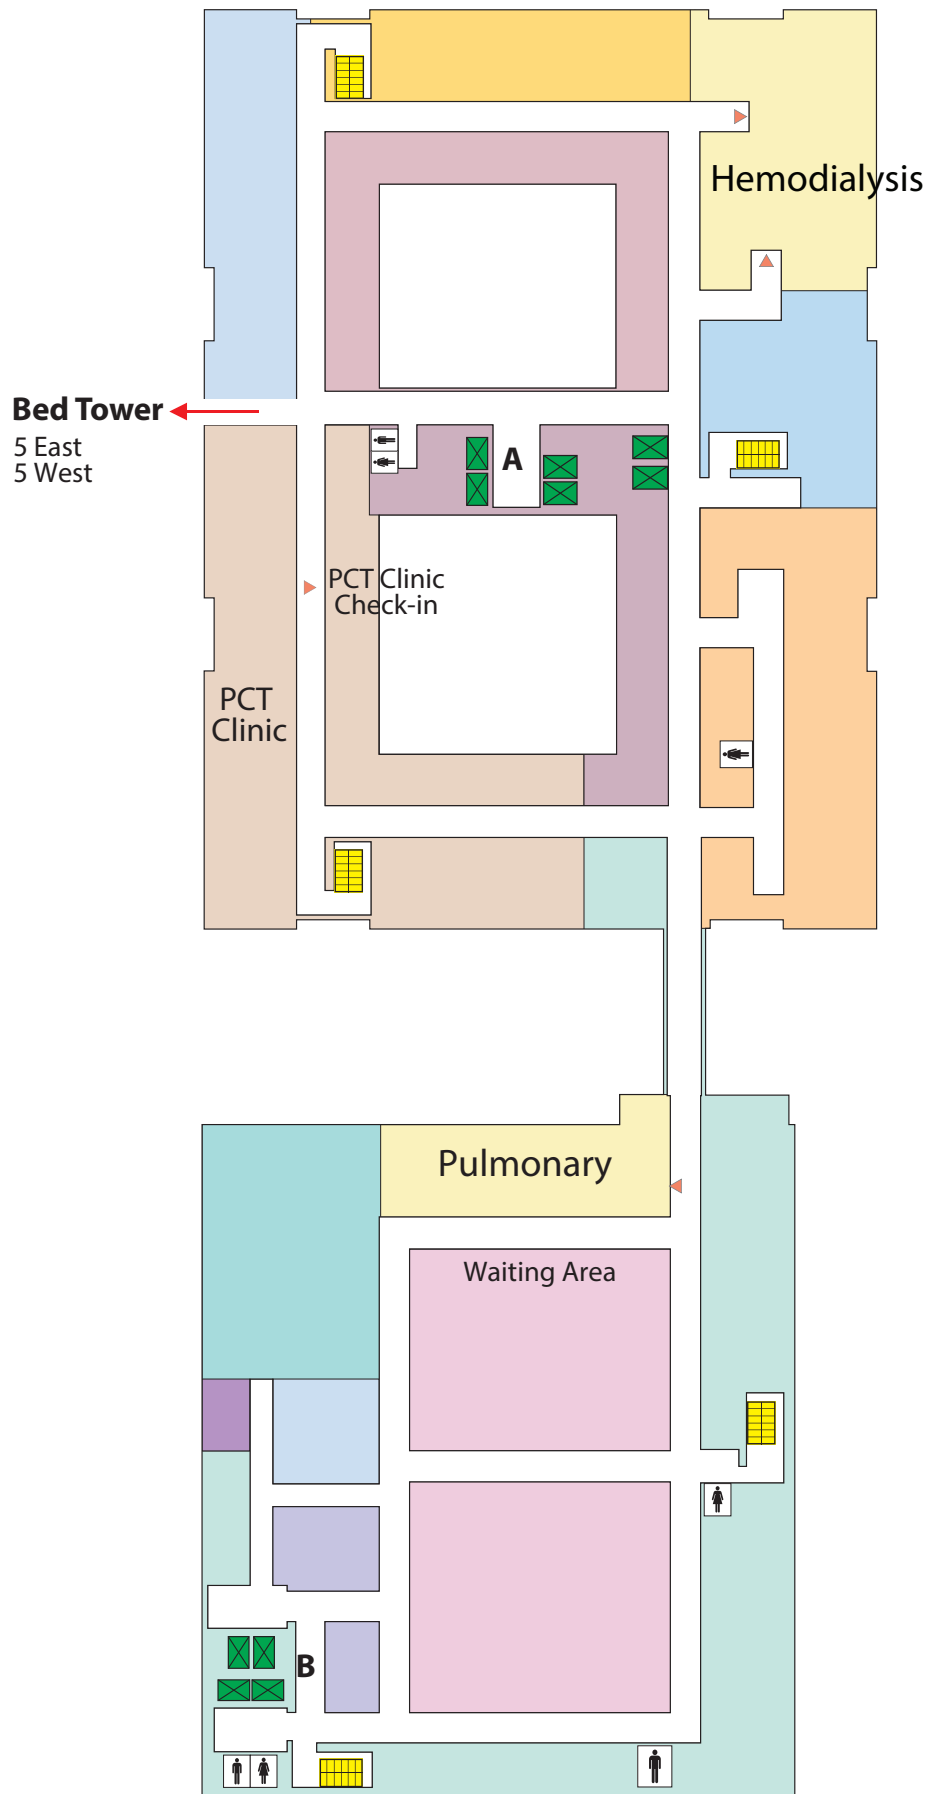 Hemodialysis
Bed Tower
5 East
5 West
A
PCT Clinic
Check-in
PCT
Clinic
Pulmonary
Waiting Area
B